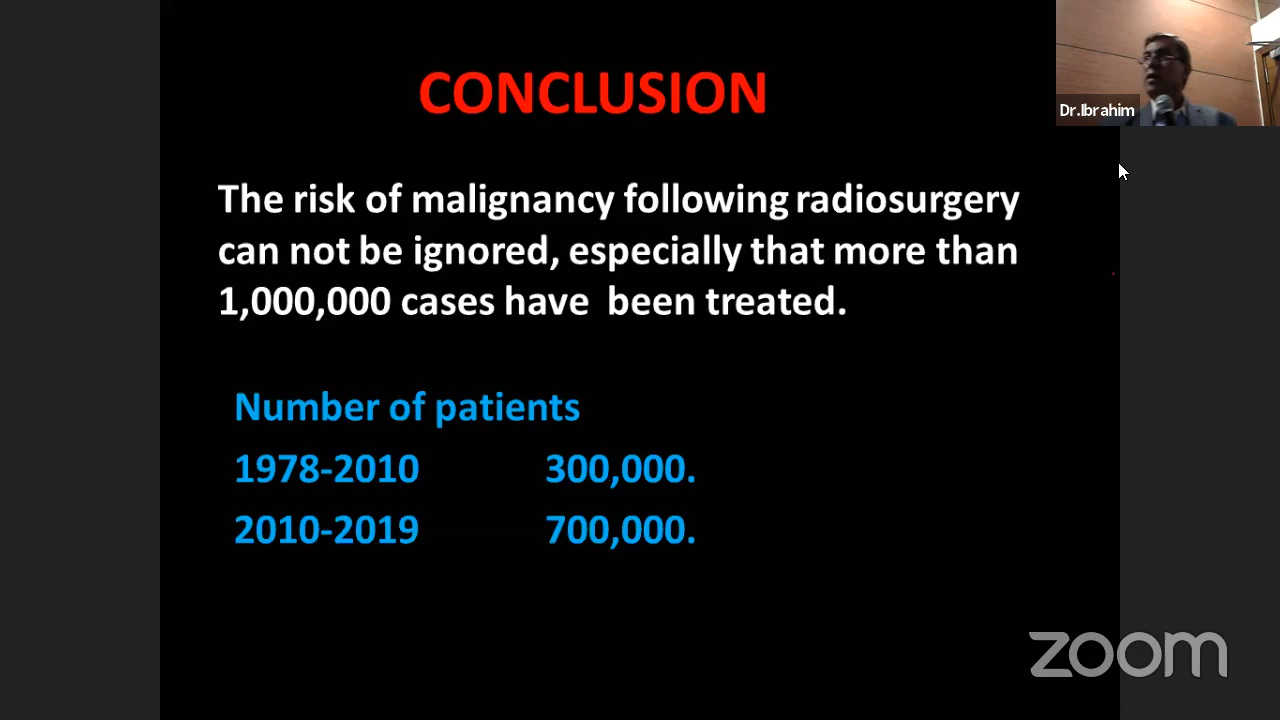 CONCLUSION
Dr.Ibrahim
The risk of malignancy following radiosurgery
can not be ignored, especially that more than
1,000,000 cases have been treated.
Number of patients
1978-2010 300,000.
2010-2019 700,000.
zoom